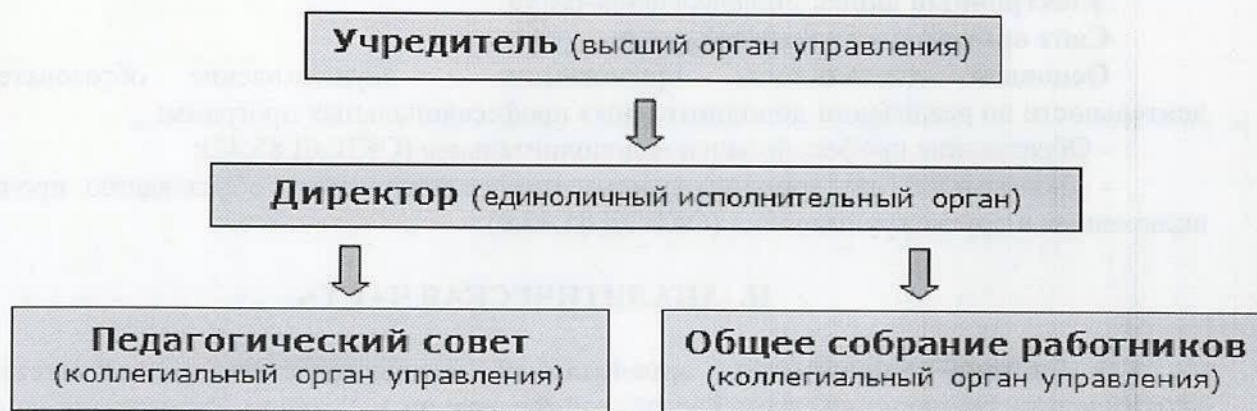 Учредитель (высший орган управления)
Директор (единоличный исполнительный орган)
Педагогический совет
(коллегиальный орган управления)
Общее собрание работников
(коллегиальный орган управления)